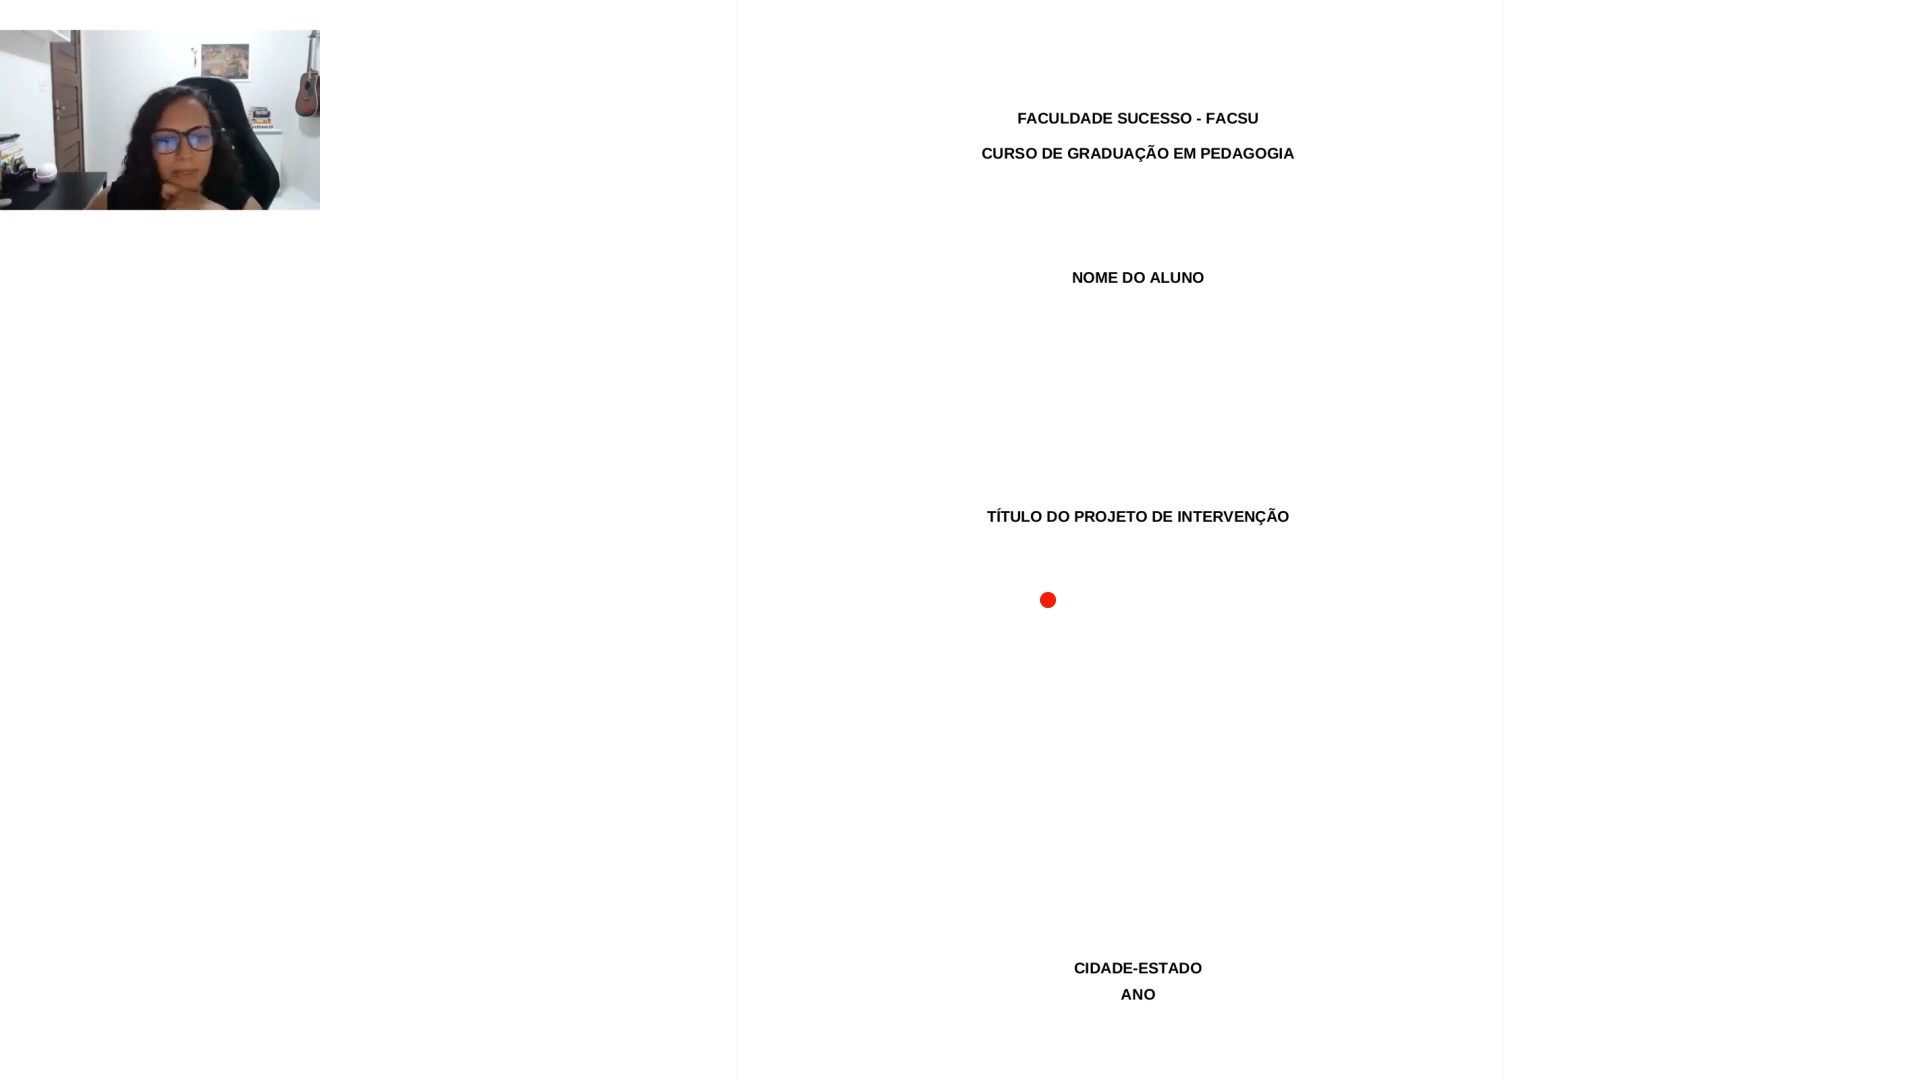 FACULDADE SUCESSO - FACSU
CURSO DE GRADUAÇÃO EM PEDAGOGIA
NOME DO ALUNO
TÍTULO DO PROJETO DE INTERVENÇÃO
CIDADE-ESTADO
ANO